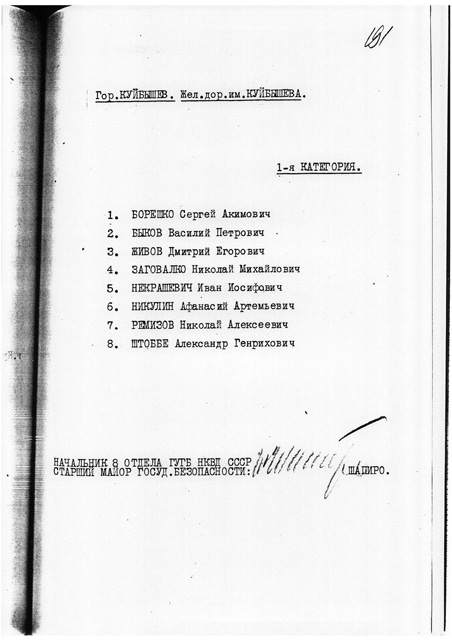 191
Гор.КУЙБЫШЕВ. Жел.дор.им.КУЙБЫШЕВА.
1-я КАТЕГОРИЯ.
1. БОРЕШКО Сергей Акимович
2. БЫКОВ Василий Петрович
3. ЖИВОВ Дмитрий Егорович
4. ЗАГОВАЛКО Николай Михайлович
5. НЕКРАШЕВИЧ Иван Иосифович
6. НИКУЛИН Афанасий Артемьевич
7. РЕМИЗОВ Николай Алексеевич
8. ШТОББЕ Александр Генрихович
НАЧАЛЬНИК 8 ОТДЕЛА ГУГБ НКВД СССР
СТАРШИЙ МАЙОР ГОСУД.БЕЗОПАСНОСТИ: ШАПИРО.